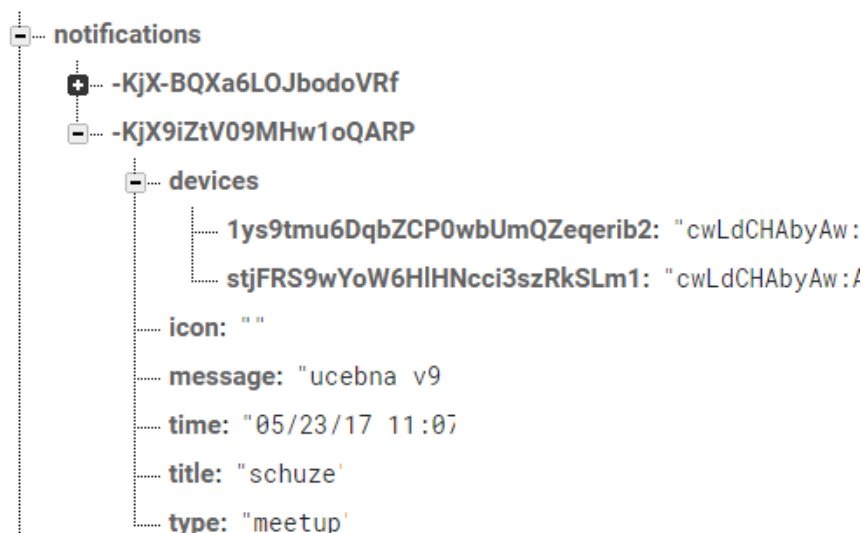 notifications
-KjX-BQXa6LOJbodoVRf
-KjX9iZtV09MHw1oQARP
devices
1ys9tmu6DqbZCP0wbUmQZeqerib2: "cwLdCHAbyAw:
stjFRS9wYoW6HlHNcci3szRkSLm1: "cwLdCHAbyAw:A
icon: ""
message: "ucebna v9
time: "05/23/17 11:07
title: "schuze'
type: "meetup'